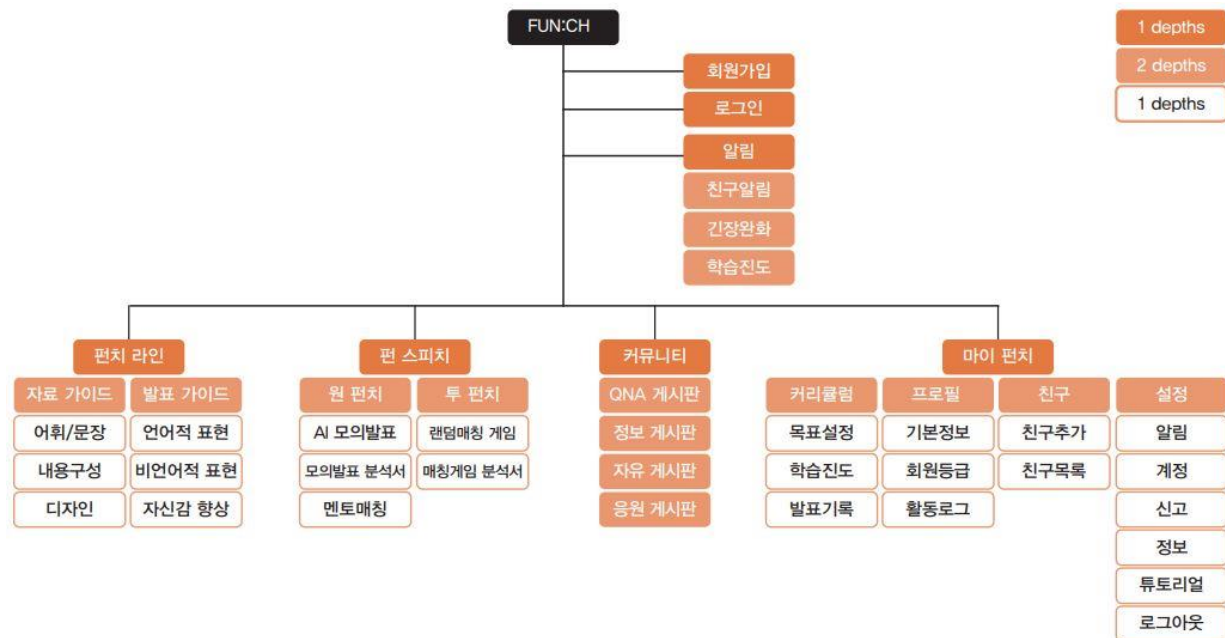 FUN:CH
1 depths
2 depths
1 depths
회원가입
로그인
알림
친구알림
긴장완화
학습진도
펀치 라인
자료 가이드
어휘/문장
내용구성
디자인
발표 가이드
언어적 표현
비언어적 표현
자신감 향상
펀 스피치
원 펀치
AI 모의발표
모의발표 분석서
멘토매칭
투 펀치
랜덤매칭 게임
매칭게임 분석서
커뮤니티
QNA 게시판
정보 게시판
자유 게시판
응원 게시판
마이 펀치
커리큘럼
목표설정
학습진도
발표기록
프로필
기본정보
회원등급
활동로그
친구
친구추가
친구목록
설정
알림
계정
신고
정보
튜토리얼
로그아웃